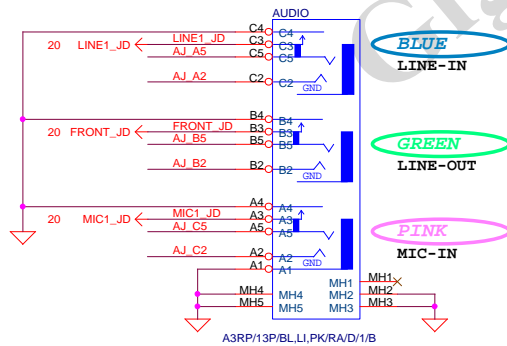 AUDIO
C4 C4
20 LINE1_JD LINE1_JD C3 C3
AJ_A5 C5 C5
AJ_A2 C2 C2
GND
BLUE
LINE-IN
B4 B4
20 FRONT_JD FRONT_JD B3 B3
AJ_B5 B5 B5
AJ_B2 B2 B2
GND
GREEN
LINE-OUT
A4 A4
20 MIC1_JD MIC1_JD A3 A3
AJ_C5 A5 A5
AJ_C2 A2 A2
GND
A1 A1
PINK
MIC-IN
MH1 MH1
MH4 MH4 MH2 MH2
MH5 MH5 MH3 MH3
A3RP/13P/BL,LI,PK/RA/D/1/B